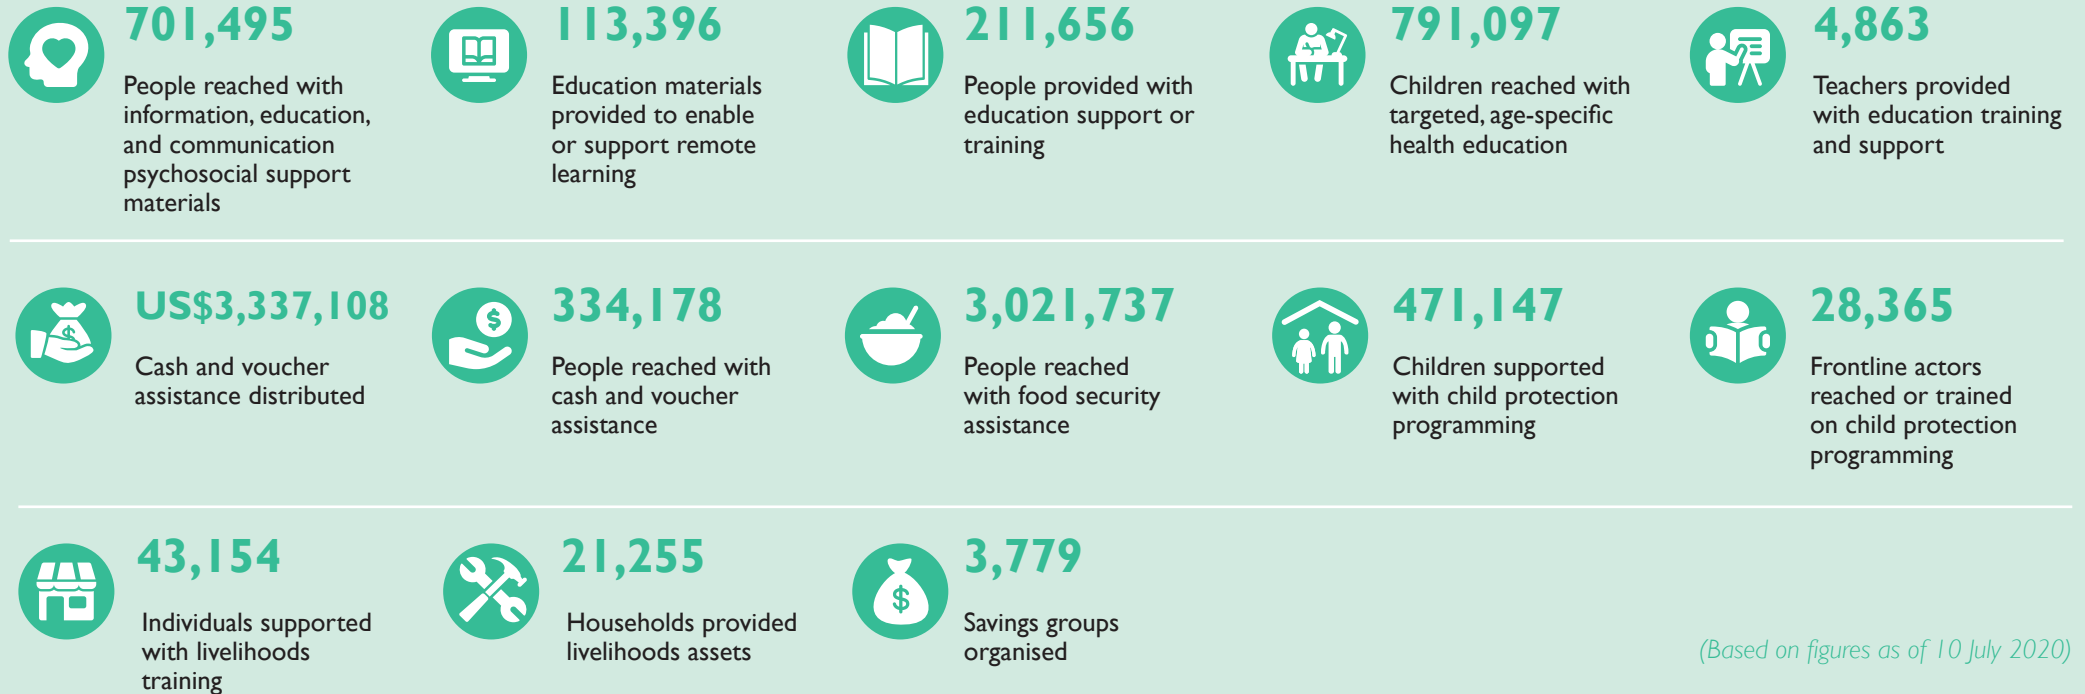 701,495
People reached with
information, education,
and communication
psychosocial support
materials
113,396
Education materials
provided to enable
or support remote
learning
211,656
People provided with
education support or
training
791,097
Children reached with
targeted, age-specific
health education
4,863
Teachers provided
with education training
and support
US$3,337,108
Cash and voucher
assistance distributed
334,178
People reached with
cash and voucher
assistance
3,021,737
People reached
with food security
assistance
471,147
Children supported
with child protection
programming
28,365
Frontline actors
reached or trained
on child protection
programming
43,154
Individuals supported
with livelihoods
training
21,255
Households provided
livelihoods assets
3,779
Savings groups
organised
(Based on figures as of 10 July 2020)